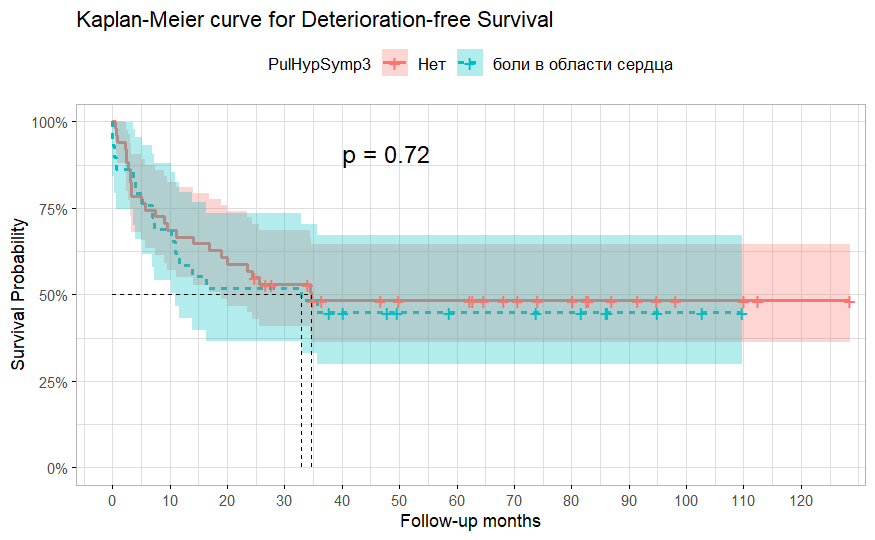 Kaplan-Meier curve for Deterioration-free Survival
PulHypSymp3 Нет боли в области сердца
100%
75%
50%
25%
0%
p = 0.72
Survival Probability
0 10 20 30 40 50 60 70 80 90 100 110 120
Follow-up months